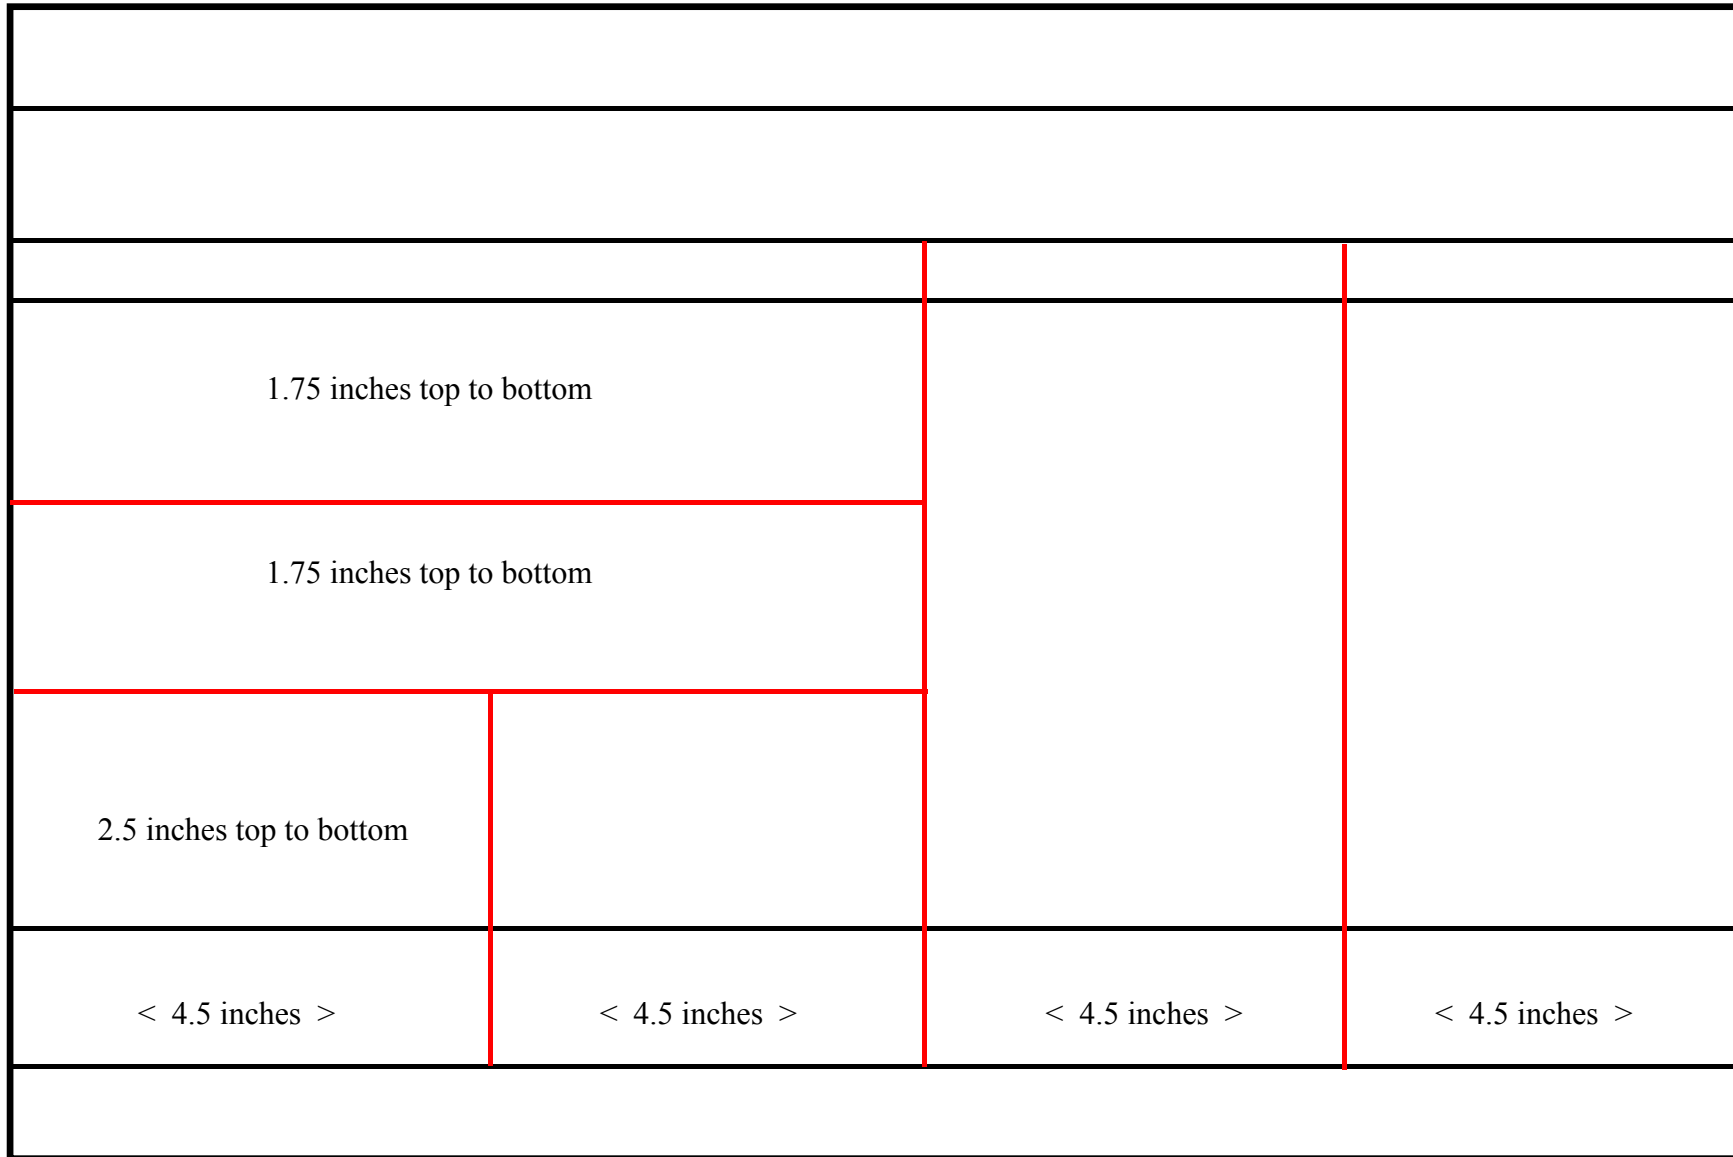 1.75 inches top to bottom
1.75 inches top to bottom
2.5 inches top to bottom
< 4.5 inches >
< 4.5 inches >
< 4.5 inches >
< 4.5 inches >